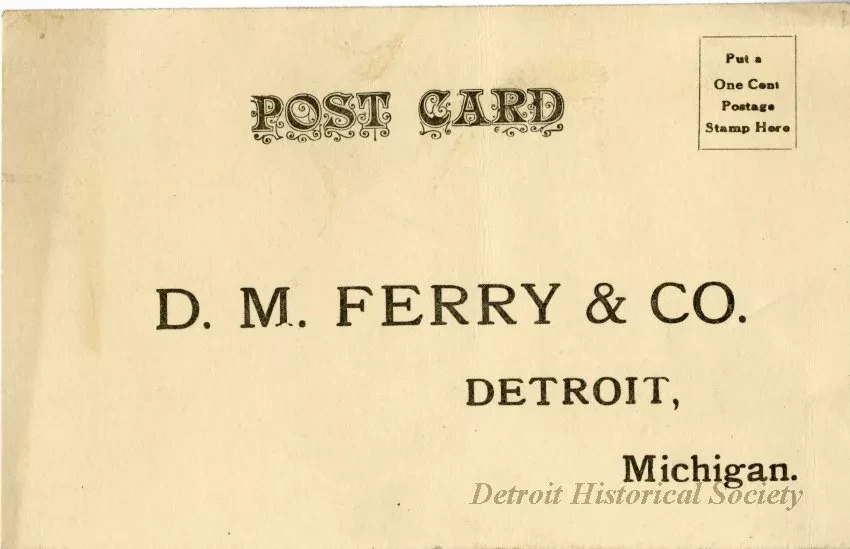 Put a
One Cent
Postage
Stamp Here
POST CARD
D. M. FERRY & CO.
DETROIT,
Michigan.
Detroit Historical Society